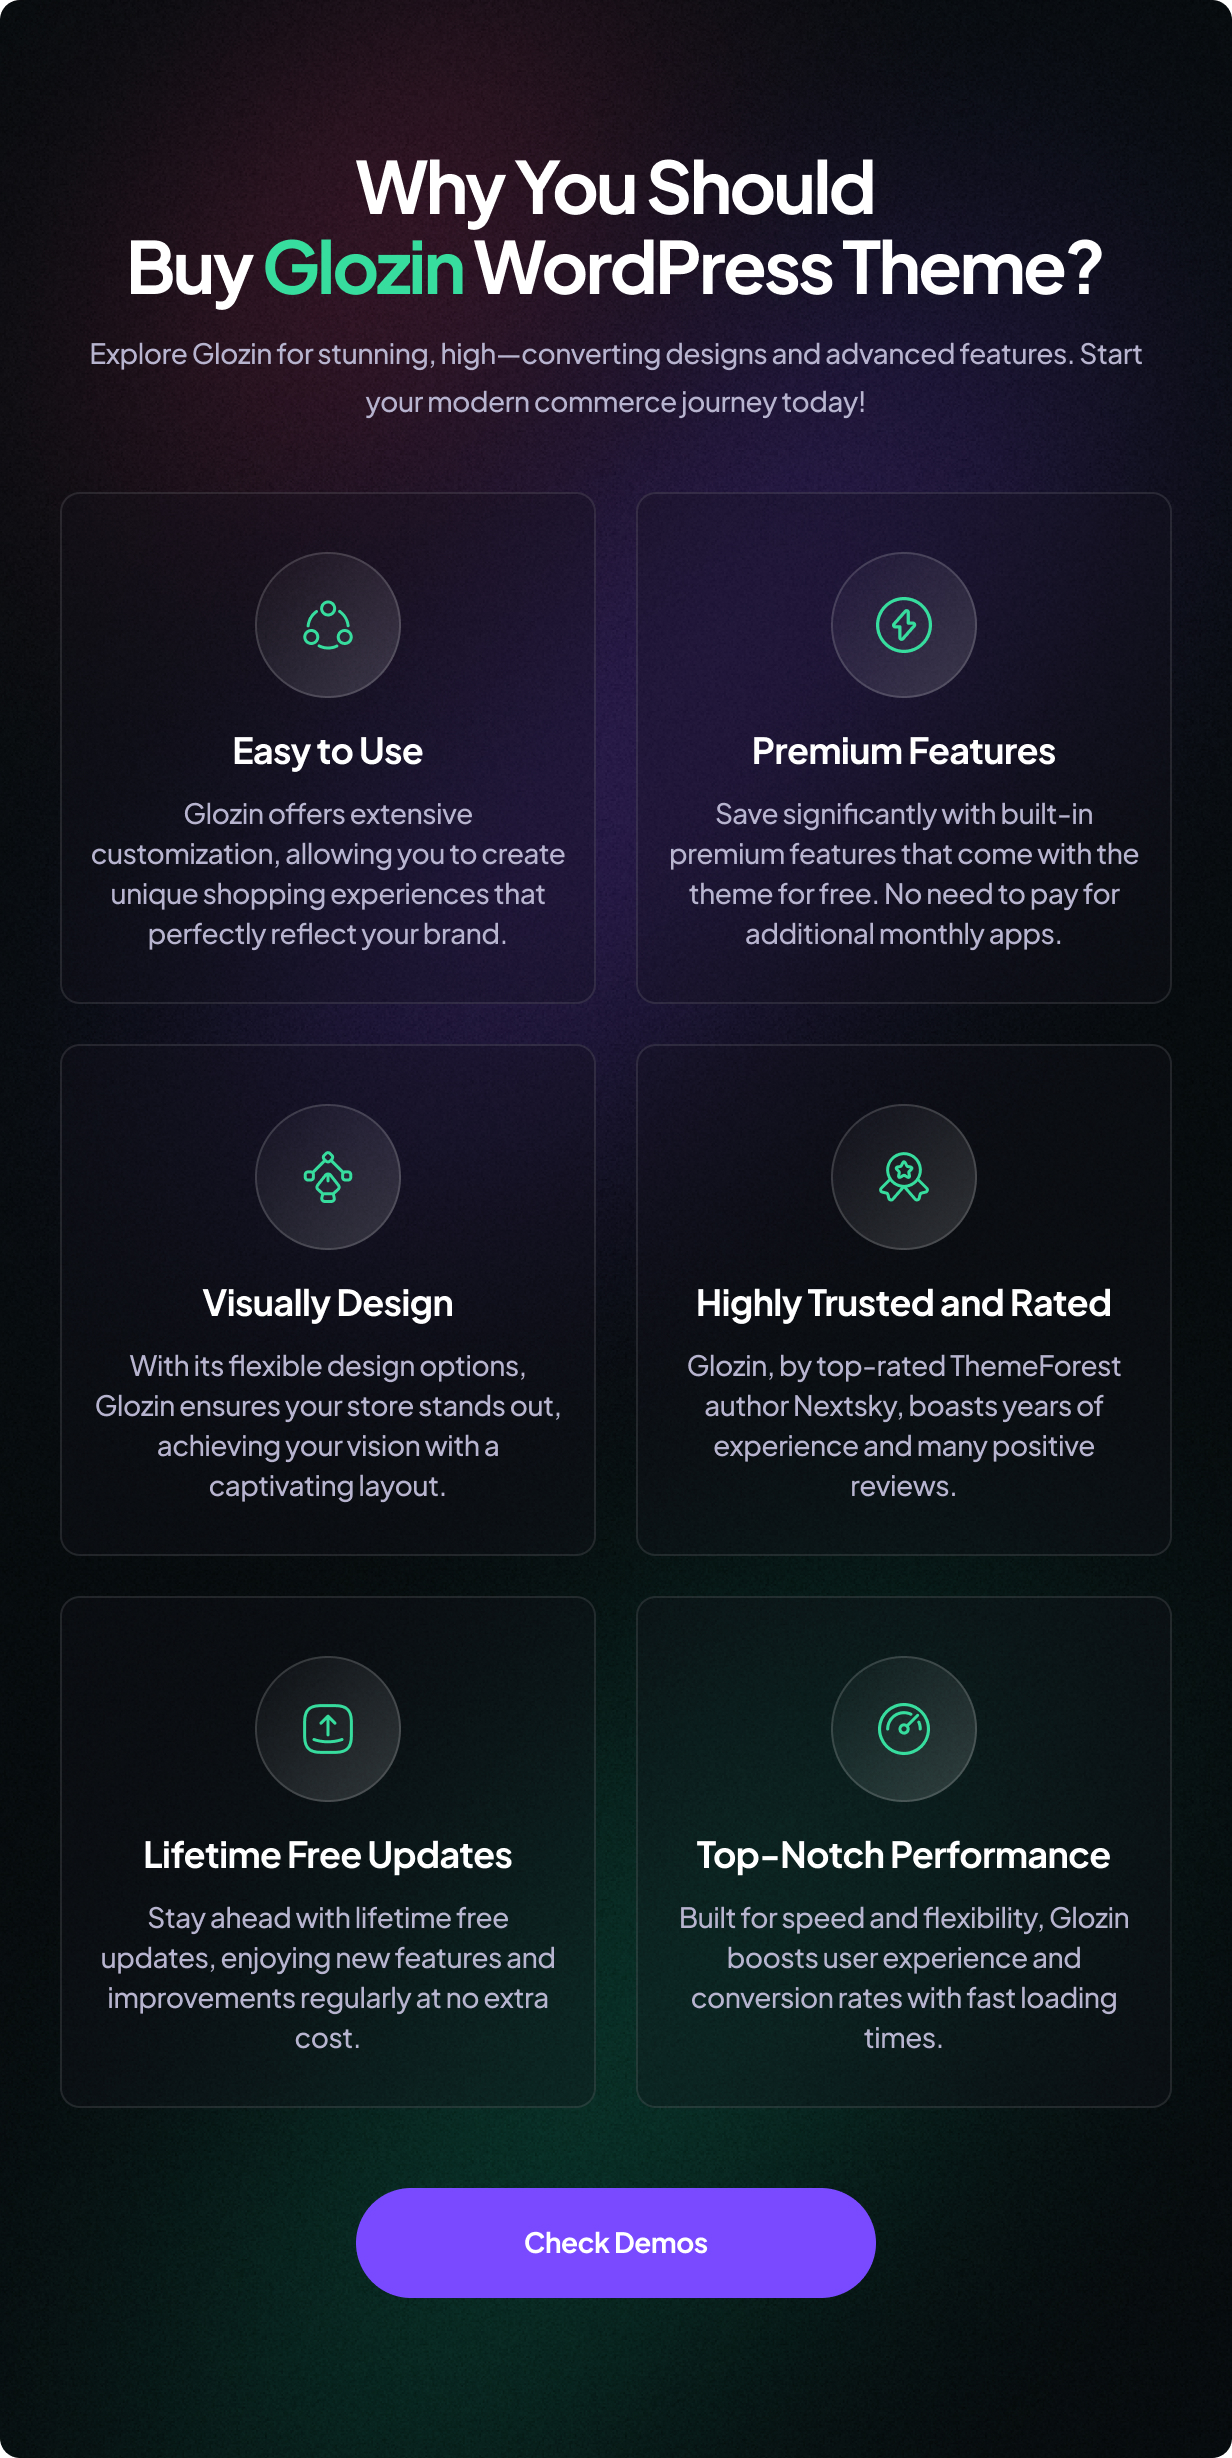 Why You Should
Buy Glozin WordPress Theme?
Explore Glozin for stunning, high—converting designs and advanced features. Start
your modern commerce journey today!
Easy to Use
Glozin offers extensive
customization, allowing you to create
unique shopping experiences that
perfectly reflect your brand.
Premium Features
Save significantly with built-in
premium features that come with the
theme for free. No need to pay for
additional monthly apps.
Visually Design
With its flexible design options,
Glozin ensures your store stands out,
achieving your vision with a
captivating layout.
Highly Trusted and Rated
Glozin, by top-rated ThemeForest
author Nextsky, boasts years of
experience and many positive
reviews.
Lifetime Free Updates
Stay ahead with lifetime free
updates, enjoying new features and
improvements regularly at no extra
cost.
Top-Notch Performance
Built for speed and flexibility, Glozin
boosts user experience and
conversion rates with fast loading
times.
Check Demos